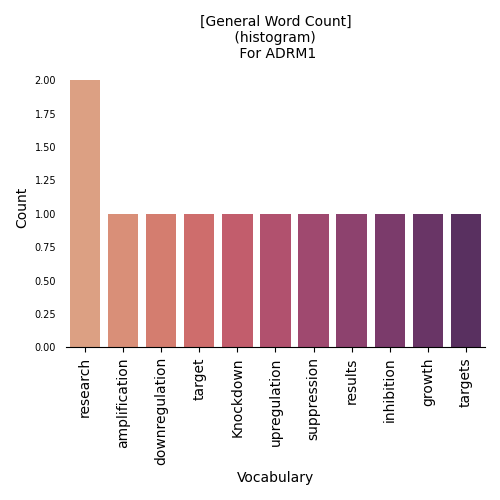 [General Word Count]
(histogram)
For ADRM1
Count
2.00
1.75
1.50
1.25
1.00
0.75
0.50
0.25
0.00
research
amplification
downregulation
target
Knockdown
upregulation
suppression
results
inhibition
growth
targets
Vocabulary